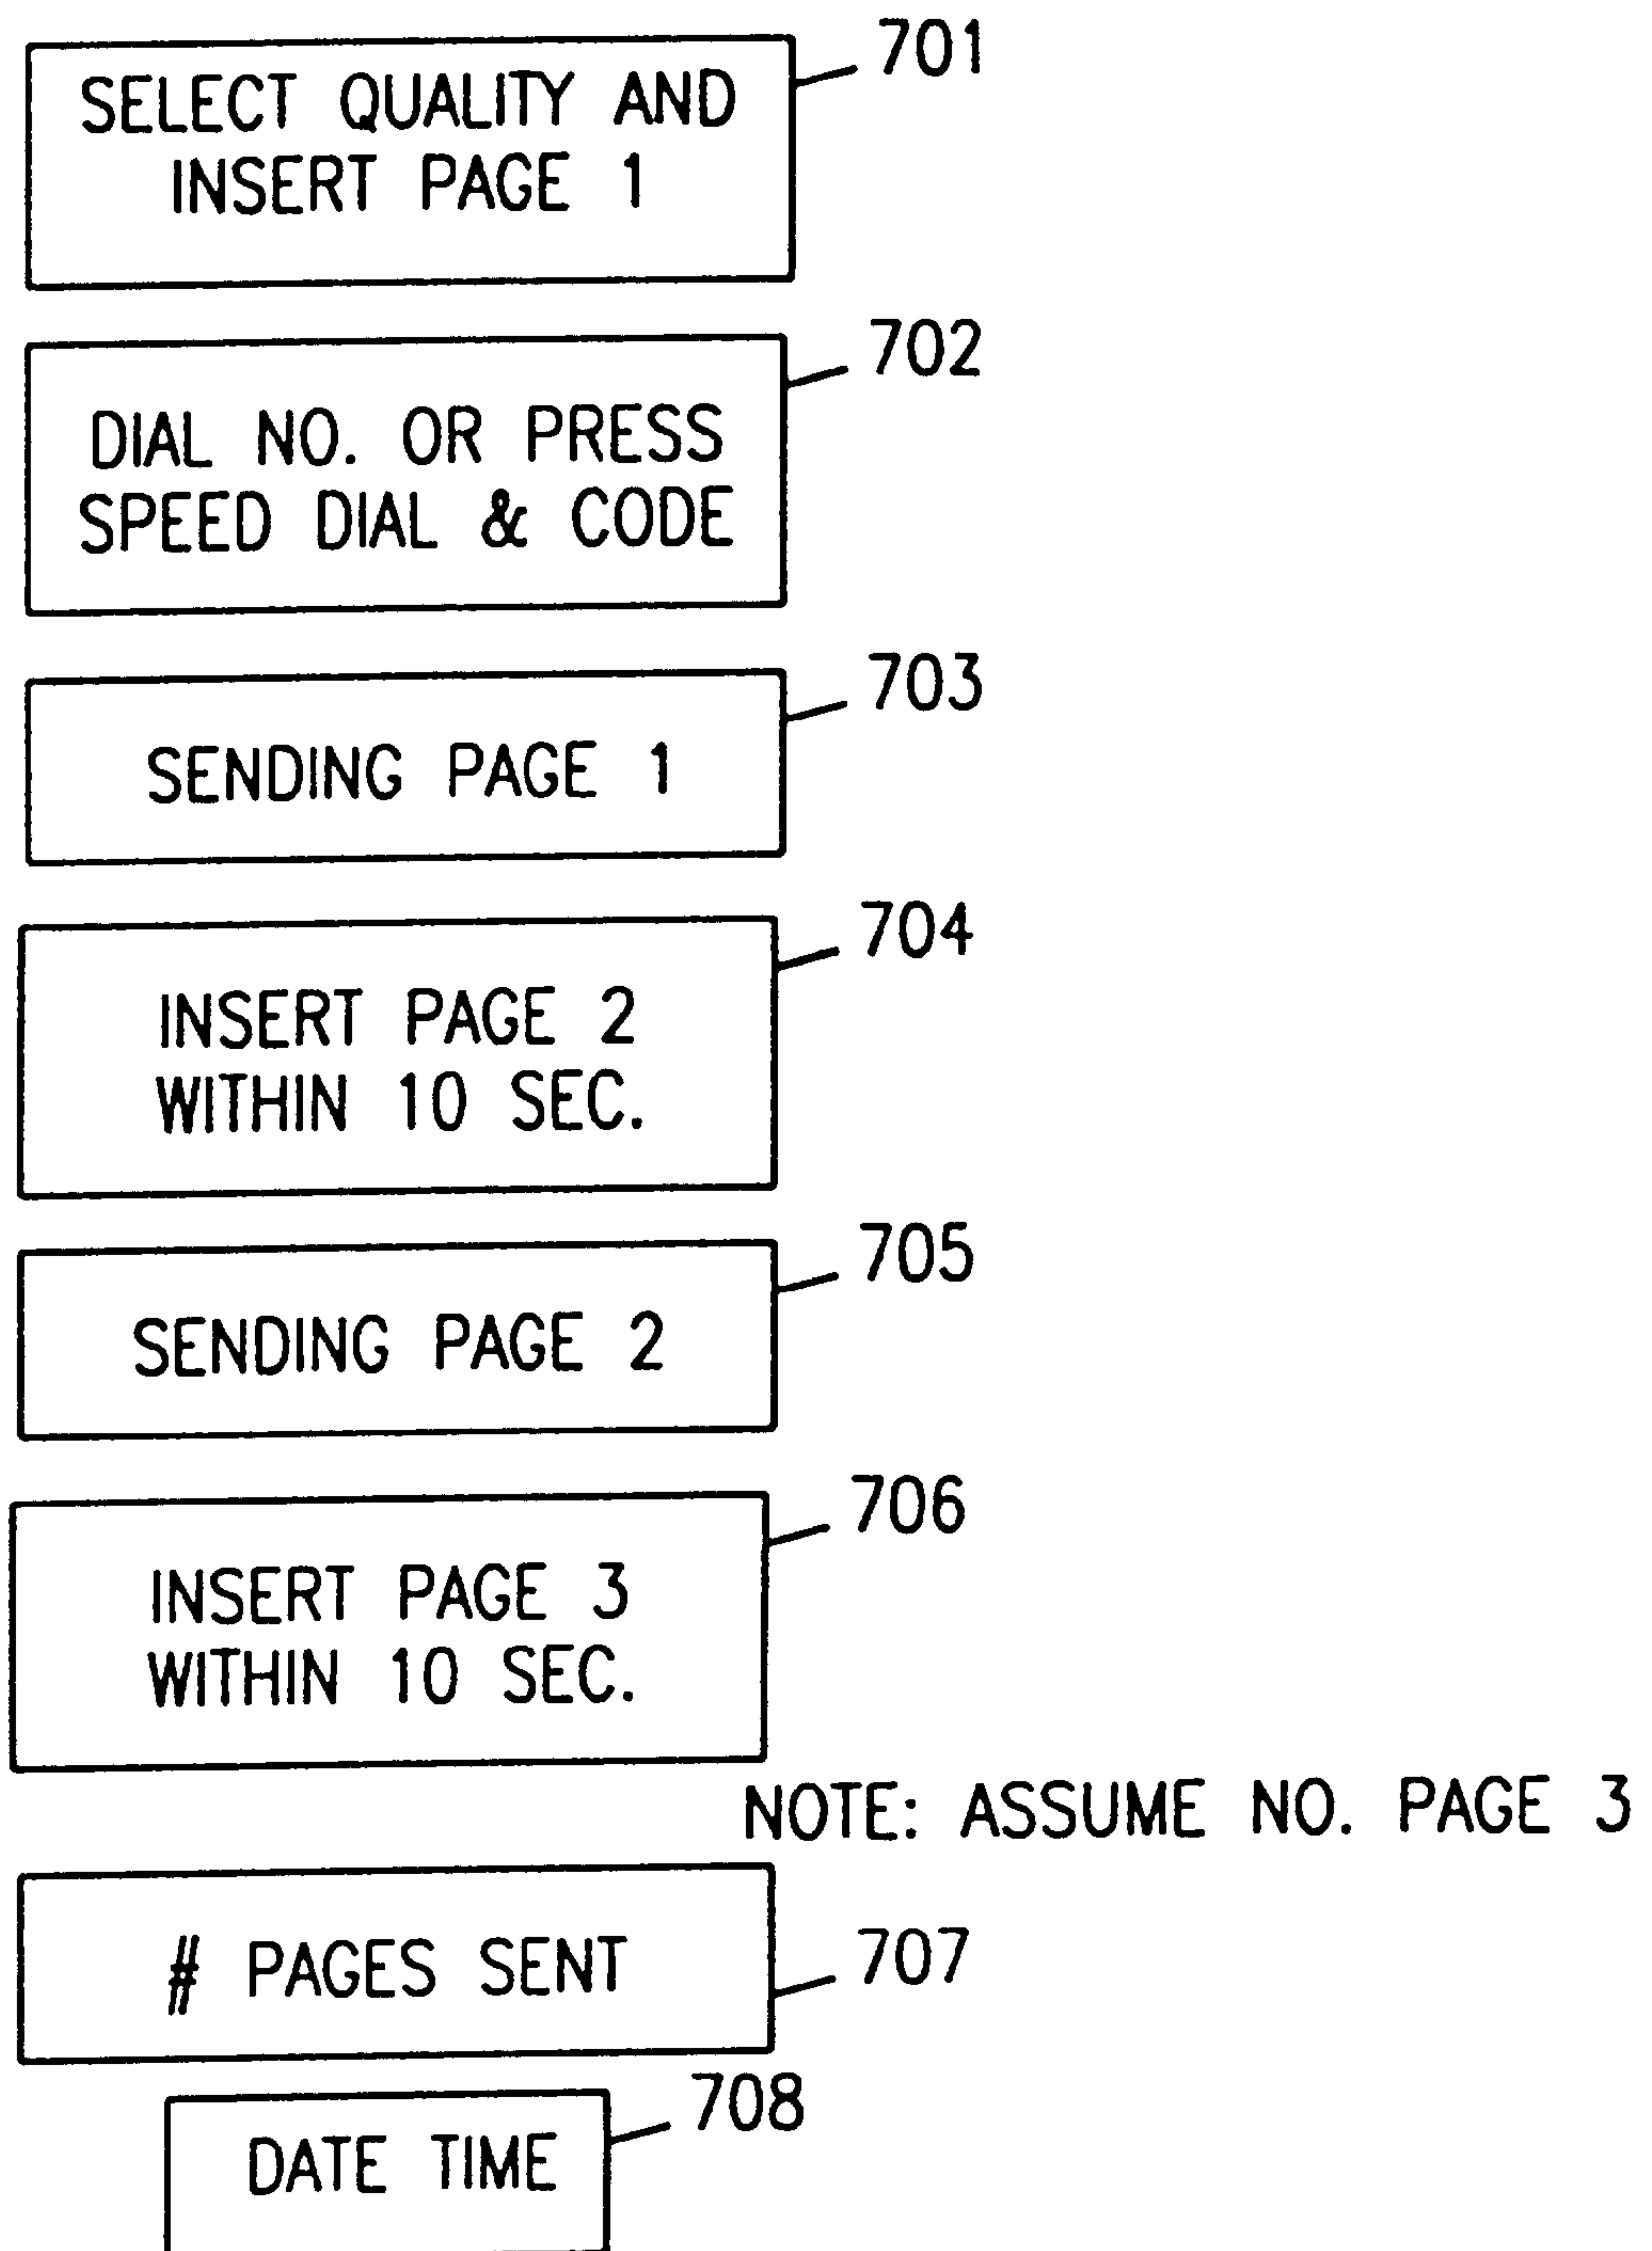 701
SELECT QUALITY AND
INSERT PAGE 1
702
DIAL NO. OR PRESS
SPEED DIAL & CODE
703
SENDING PAGE 1
704
INSERT PAGE 2
WITHIN 10 SEC.
705
SENDING PAGE 2
706
INSERT PAGE 3
WITHIN 10 SEC.
NOTE: ASSUME NO. PAGE 3
# PAGES SENT
707
708
DATE TIME